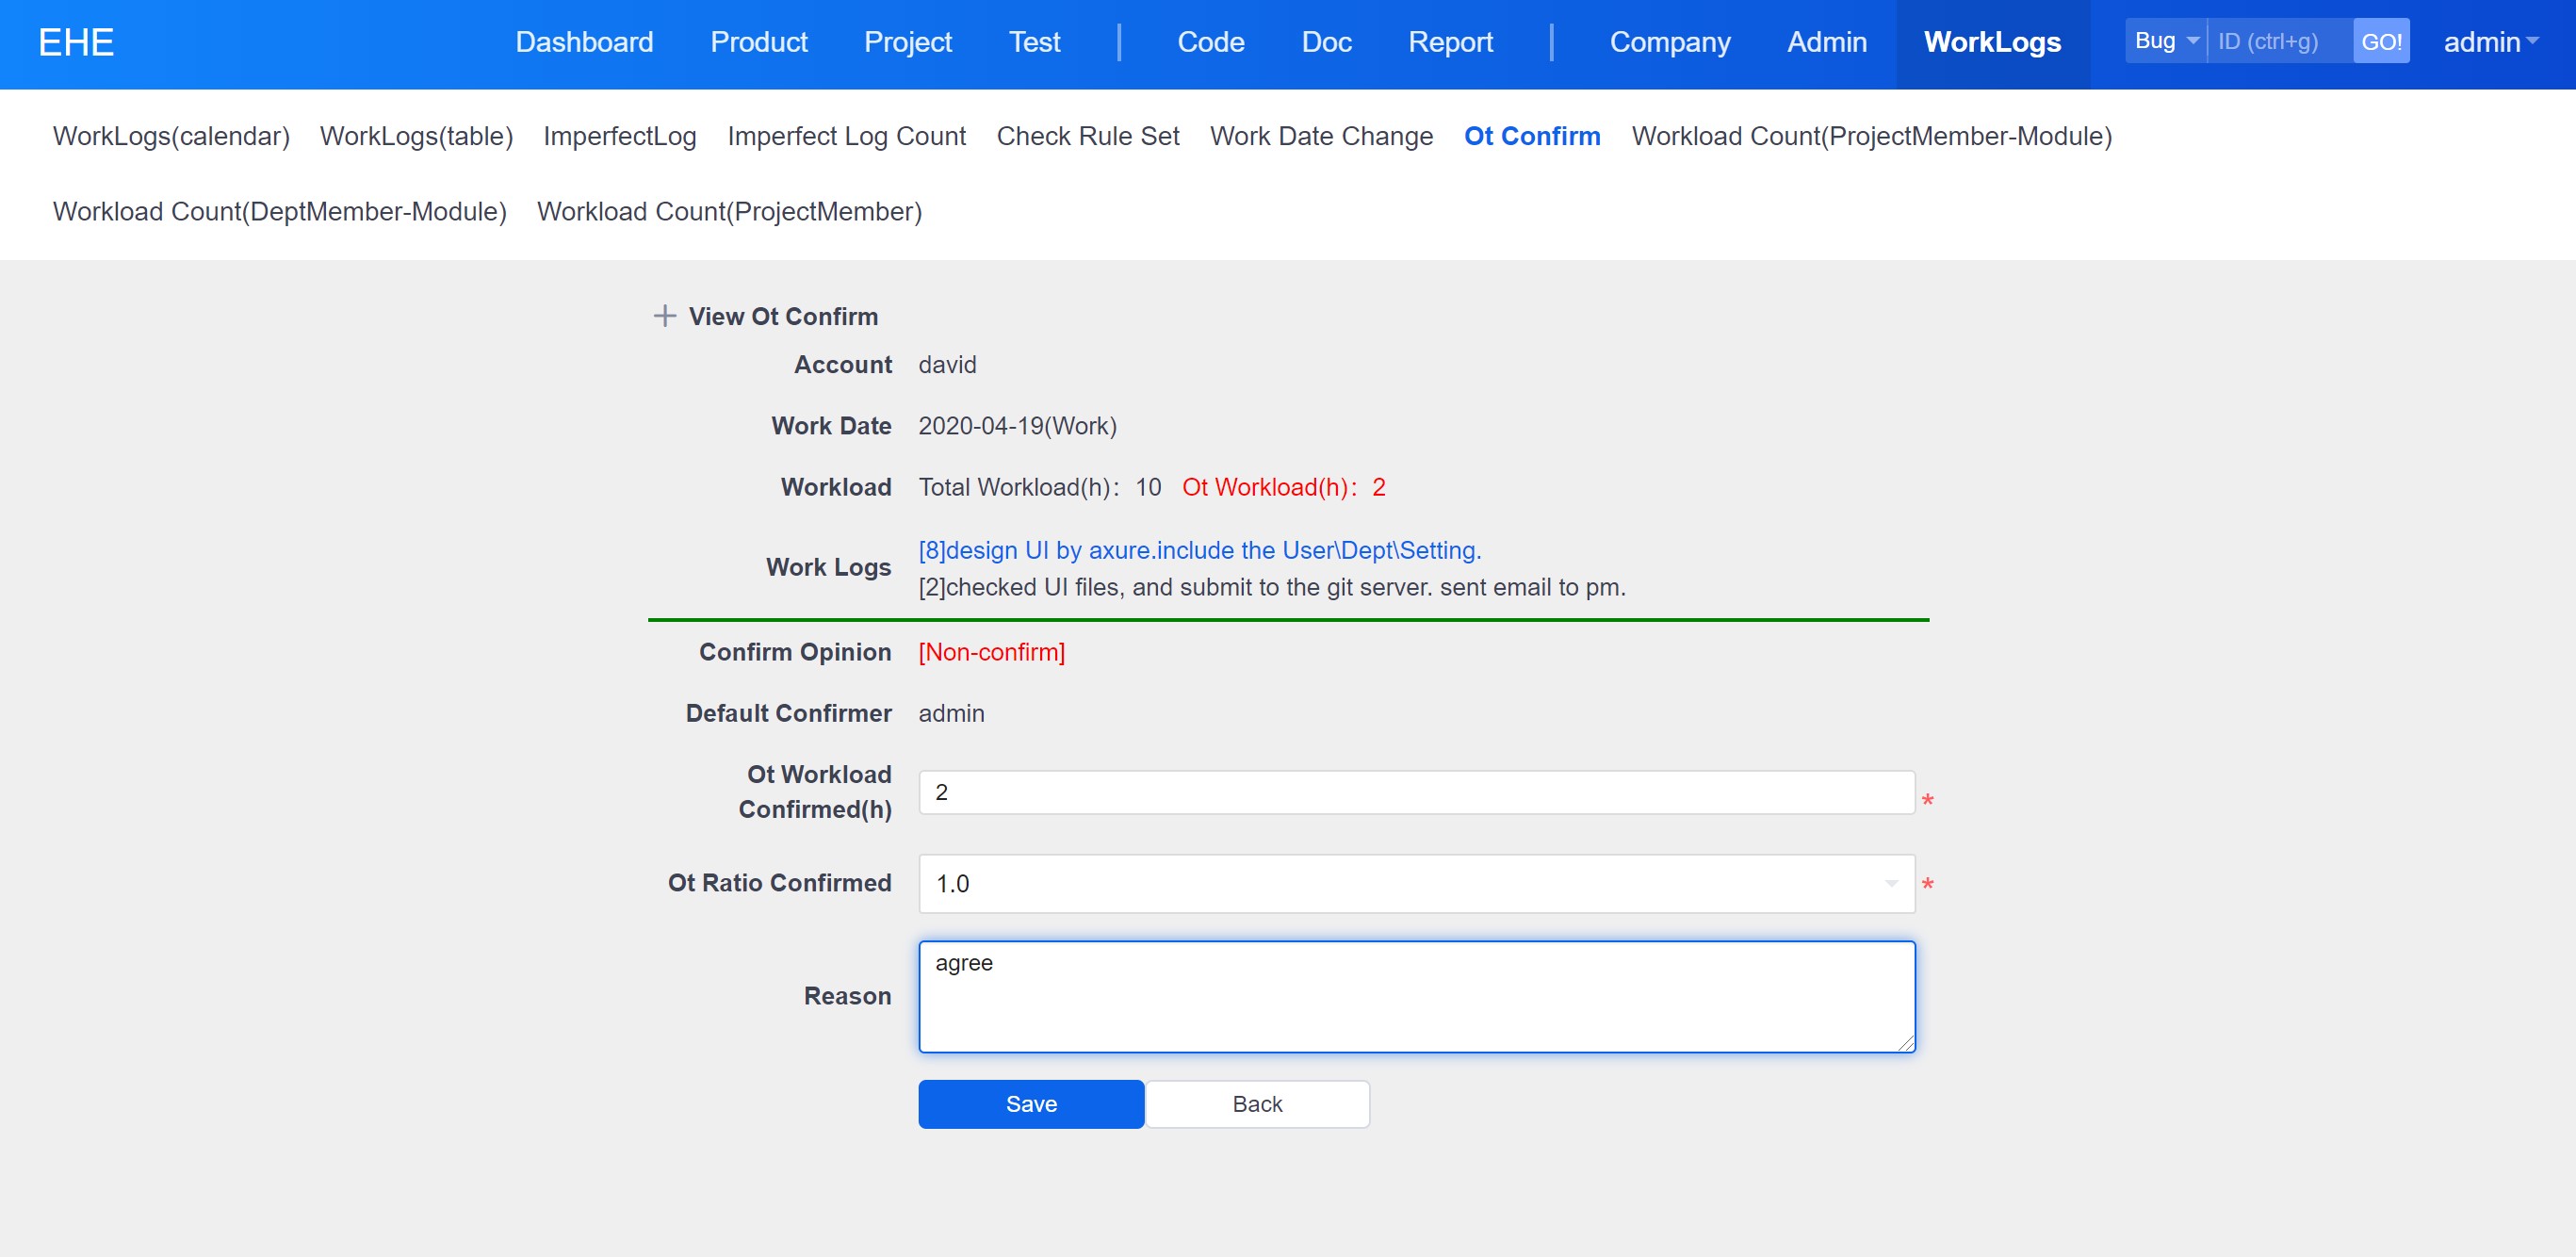 EHE Dashboard Product Project Test | Code Doc Report | Company Admin WorkLogs Bug ID (ctrl+g) GO! admin
WorkLogs(calendar) WorkLogs(table) ImperfectLog Imperfect Log Count Check Rule Set Work Date Change Ot Confirm Workload Count(ProjectMember-Module)
Workload Count(DeptMember-Module) Workload Count(ProjectMember)
View Ot Confirm
Account david
Work Date 2020-04-19(Work)
Workload Total Workload(h)：10 Ot Workload(h)：2
Work Logs
[8]design UI by axure.include the User\Dept\Setting.
[2]checked UI files, and submit to the git server. sent email to pm.
Confirm Opinion [Non-confirm]
Default Confirmer admin
Ot Workload
Confirmed(h)
2 *
Ot Ratio Confirmed 1.0 *
Reason agree
Save Back